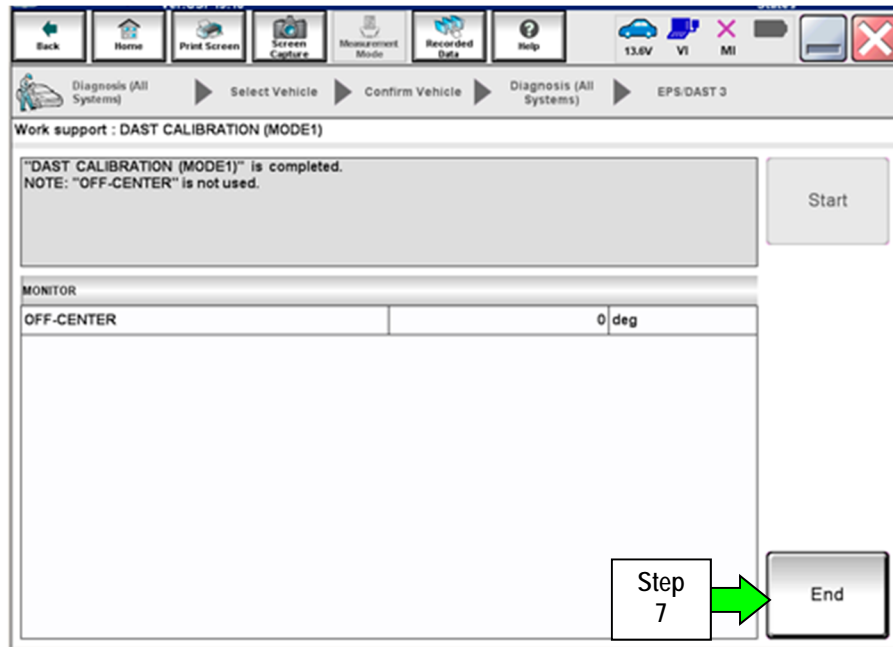 Back
Home
Print Screen
Screen
Capture
Measurement
Mode
Recorded
Data
Help
13.6V
VI
MI
Diagnosis (All
Systems)
Select Vehicle
Confirm Vehicle
Diagnosis (All
Systems)
EPS/DAST 3
Work support : DAST CALIBRATION (MODE1)
"DAST CALIBRATION (MODE1)" is completed.
NOTE: "OFF-CENTER" is not used.
Start
MONITOR
OFF-CENTER 0 deg
Step
7
End